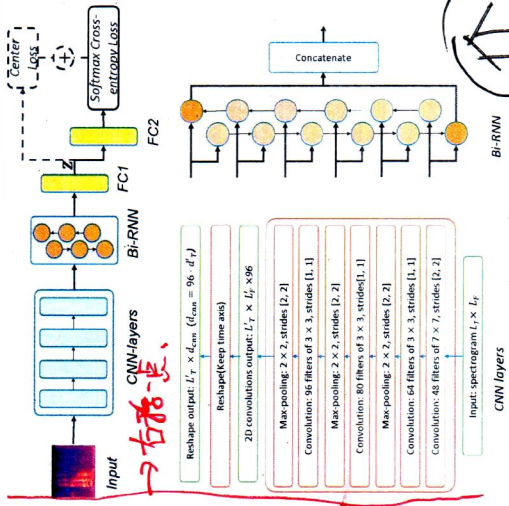 Input
CNN-layers
Bi-RNN
FC1
Z
FC2
Center Loss
+
Softmax Cross-entropy Loss
Reshape output: L'_T × d_cnn (d_cnn = 96 · d'_T)
Reshape(Keep time axis)
2D convolutions output: L'_T × L'_F × 96
Max-pooling: 2 × 2, strides [2, 2]
Convolution: 96 filters of 3 × 3, strides [1, 1]
Max-pooling: 2 × 2, strides [2, 2]
Convolution: 80 filters of 3 × 3, strides[1, 1]
Max-pooling: 2 × 2, strides [2, 2]
Convolution: 64 filters of 3 × 3, strides [1, 1]
Convolution: 48 filters of 7 × 7, strides [2, 2]
Input: spectrogram L_T × L_F
CNN layers
Concatenate
Bi-RNN